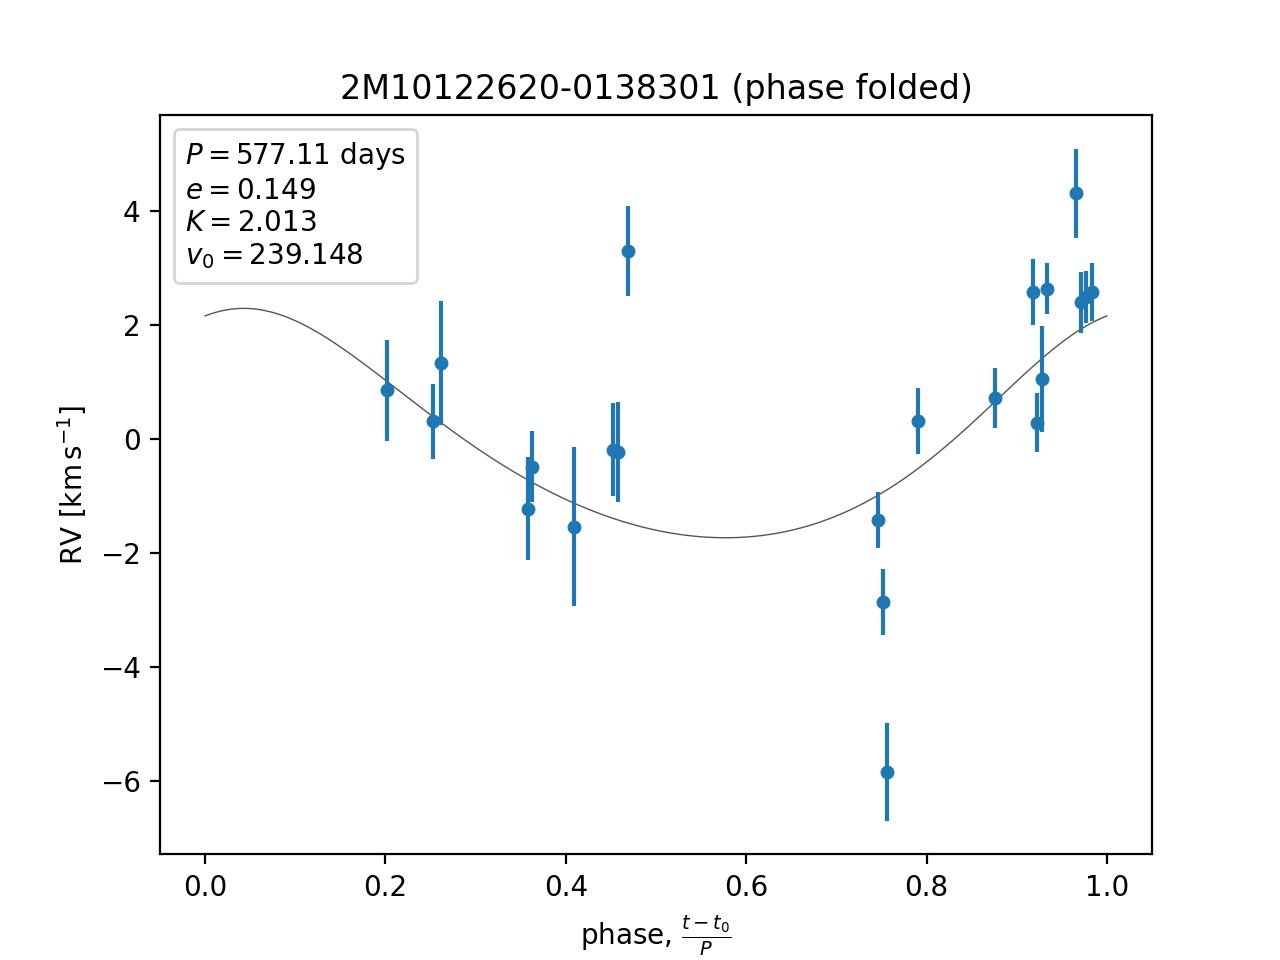 2M10122620-0138301 (phase folded)
P = 577.11 days
e = 0.149
K = 2.013
v₀ = 239.148
RV [km s⁻¹]
4
2
0
−2
−4
−6
0.0 0.2 0.4 0.6 0.8 1.0
phase, (t − t₀)/P